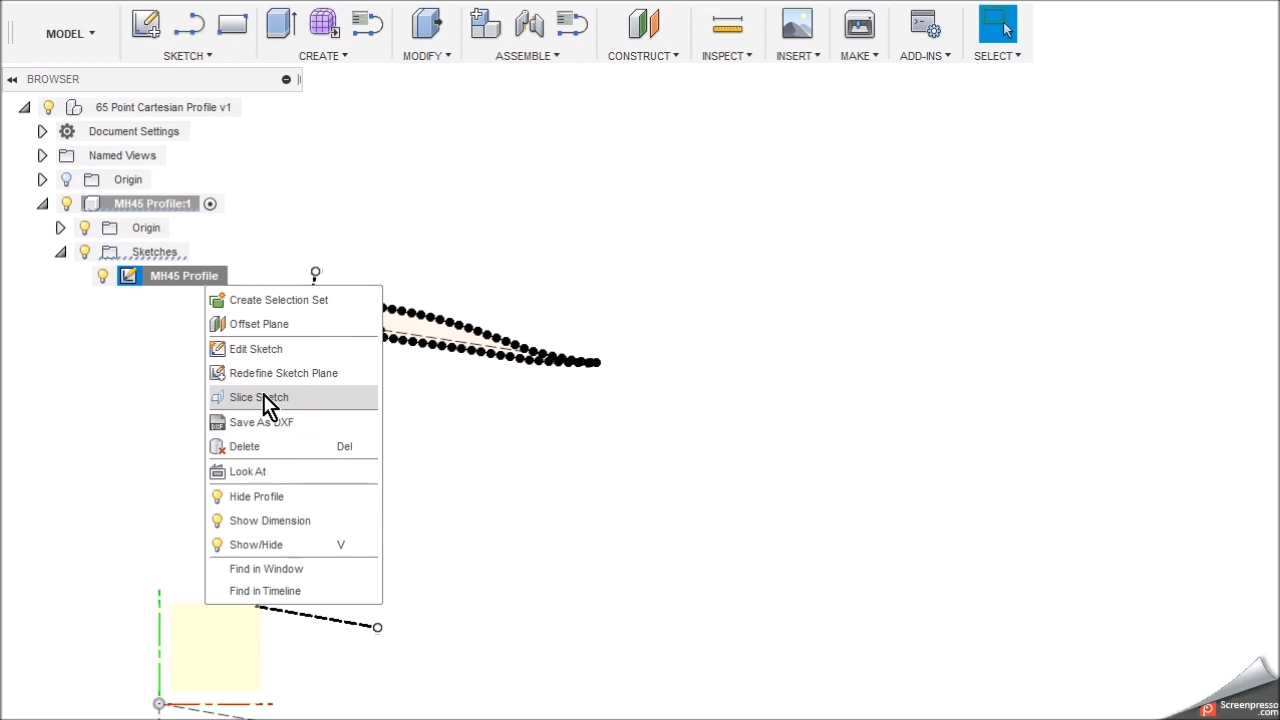 MODEL
SKETCH
CREATE
MODIFY
ASSEMBLE
CONSTRUCT
INSPECT
INSERT
MAKE
ADD-INS
SELECT
BROWSER
65 Point Cartesian Profile v1
Document Settings
Named Views
Origin
MH45 Profile:1
Origin
Sketches
MH45 Profile
Create Selection Set
Offset Plane
Edit Sketch
Redefine Sketch Plane
Slice Sketch
Save As DXF
Delete Del
Look At
Hide Profile
Show Dimension
Show/Hide V
Find in Window
Find in Timeline
Screenpresso
.com